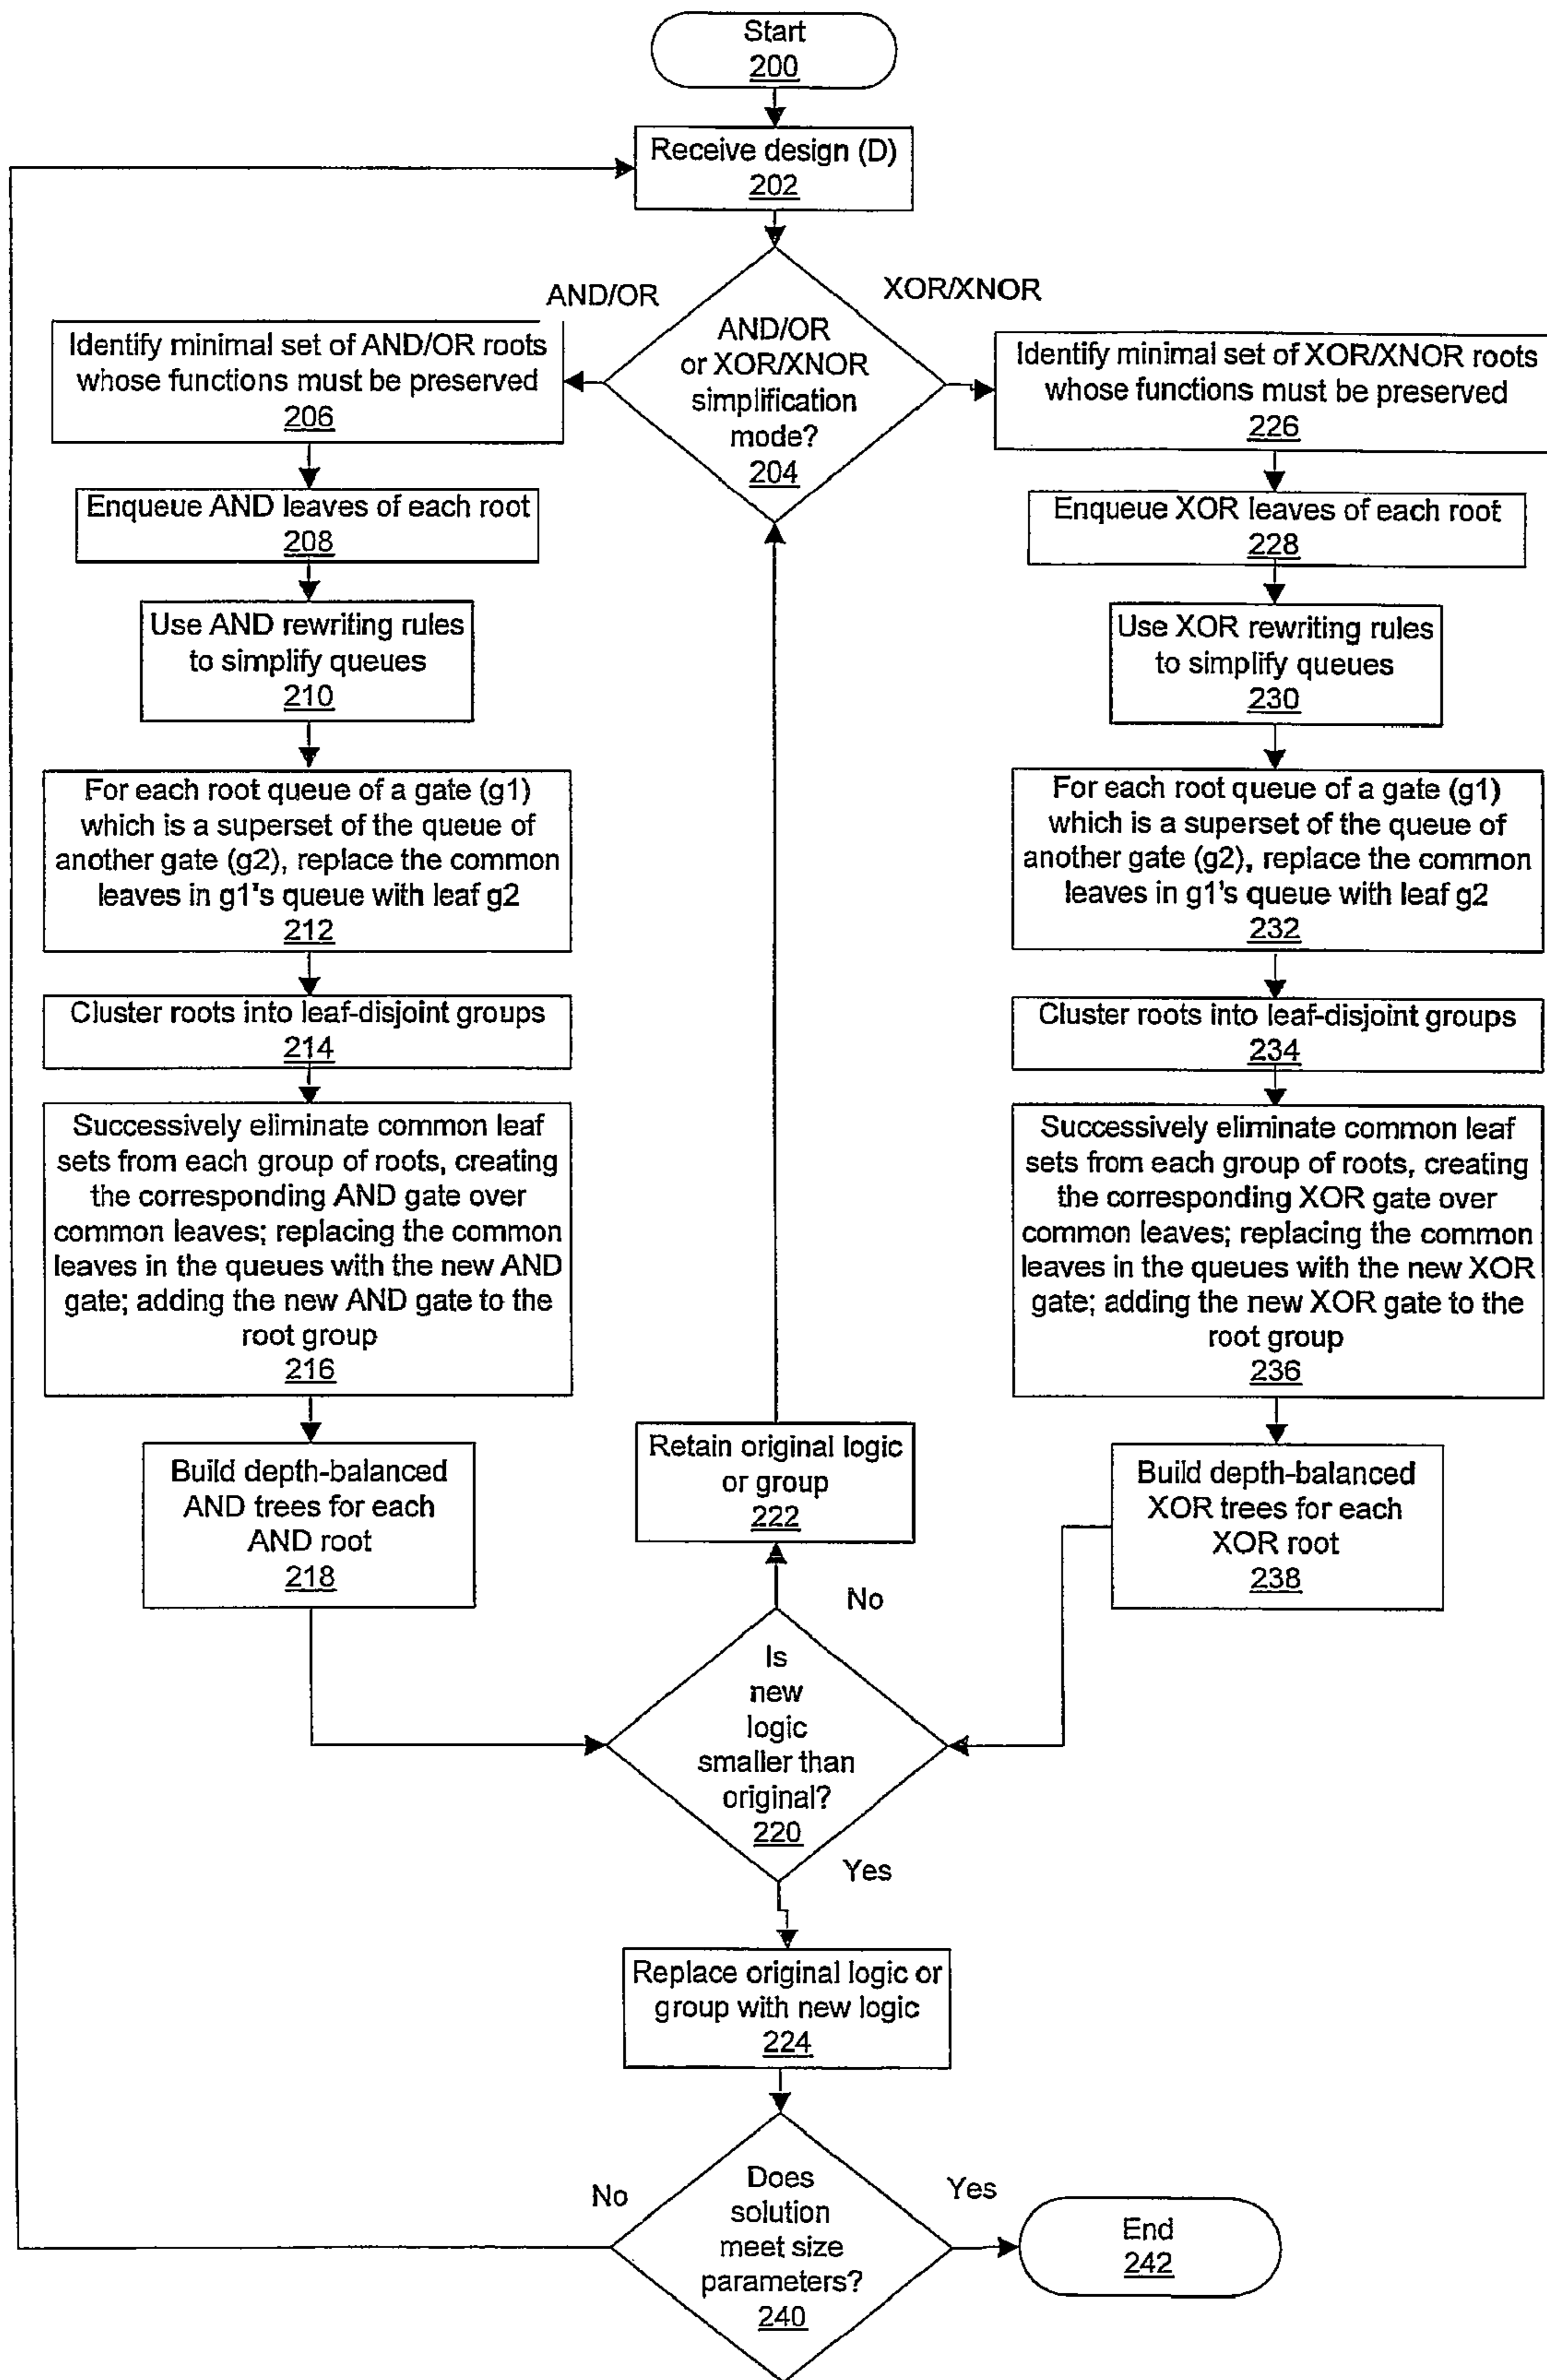 Start
200
Receive design (D)
202
AND/OR
XOR/XNOR
AND/OR
or XOR/XNOR
simplification
mode?
204
Identify minimal set of AND/OR roots
whose functions must be preserved
206
Enqueue AND leaves of each root
208
Use AND rewriting rules
to simplify queues
210
For each root queue of a gate (g1)
which is a superset of the queue of
another gate (g2), replace the common
leaves in g1's queue with leaf g2
212
Cluster roots into leaf-disjoint groups
214
Successively eliminate common leaf
sets from each group of roots, creating
the corresponding AND gate over
common leaves; replacing the common
leaves in the queues with the new AND
gate; adding the new AND gate to the
root group
216
Build depth-balanced
AND trees for each
AND root
218
Identify minimal set of XOR/XNOR roots
whose functions must be preserved
226
Enqueue XOR leaves of each root
228
Use XOR rewriting rules
to simplify queues
230
For each root queue of a gate (g1)
which is a superset of the queue of
another gate (g2), replace the common
leaves in g1's queue with leaf g2
232
Cluster roots into leaf-disjoint groups
234
Successively eliminate common leaf
sets from each group of roots, creating
the corresponding XOR gate over
common leaves; replacing the common
leaves in the queues with the new XOR
gate; adding the new XOR gate to the
root group
236
Build depth-balanced
XOR trees for each
XOR root
238
Retain original logic
or group
222
No
Is
new
logic
smaller than
original?
220
Yes
Replace original logic or
group with new logic
224
No
Does
solution
meet size
parameters?
240
Yes
End
242